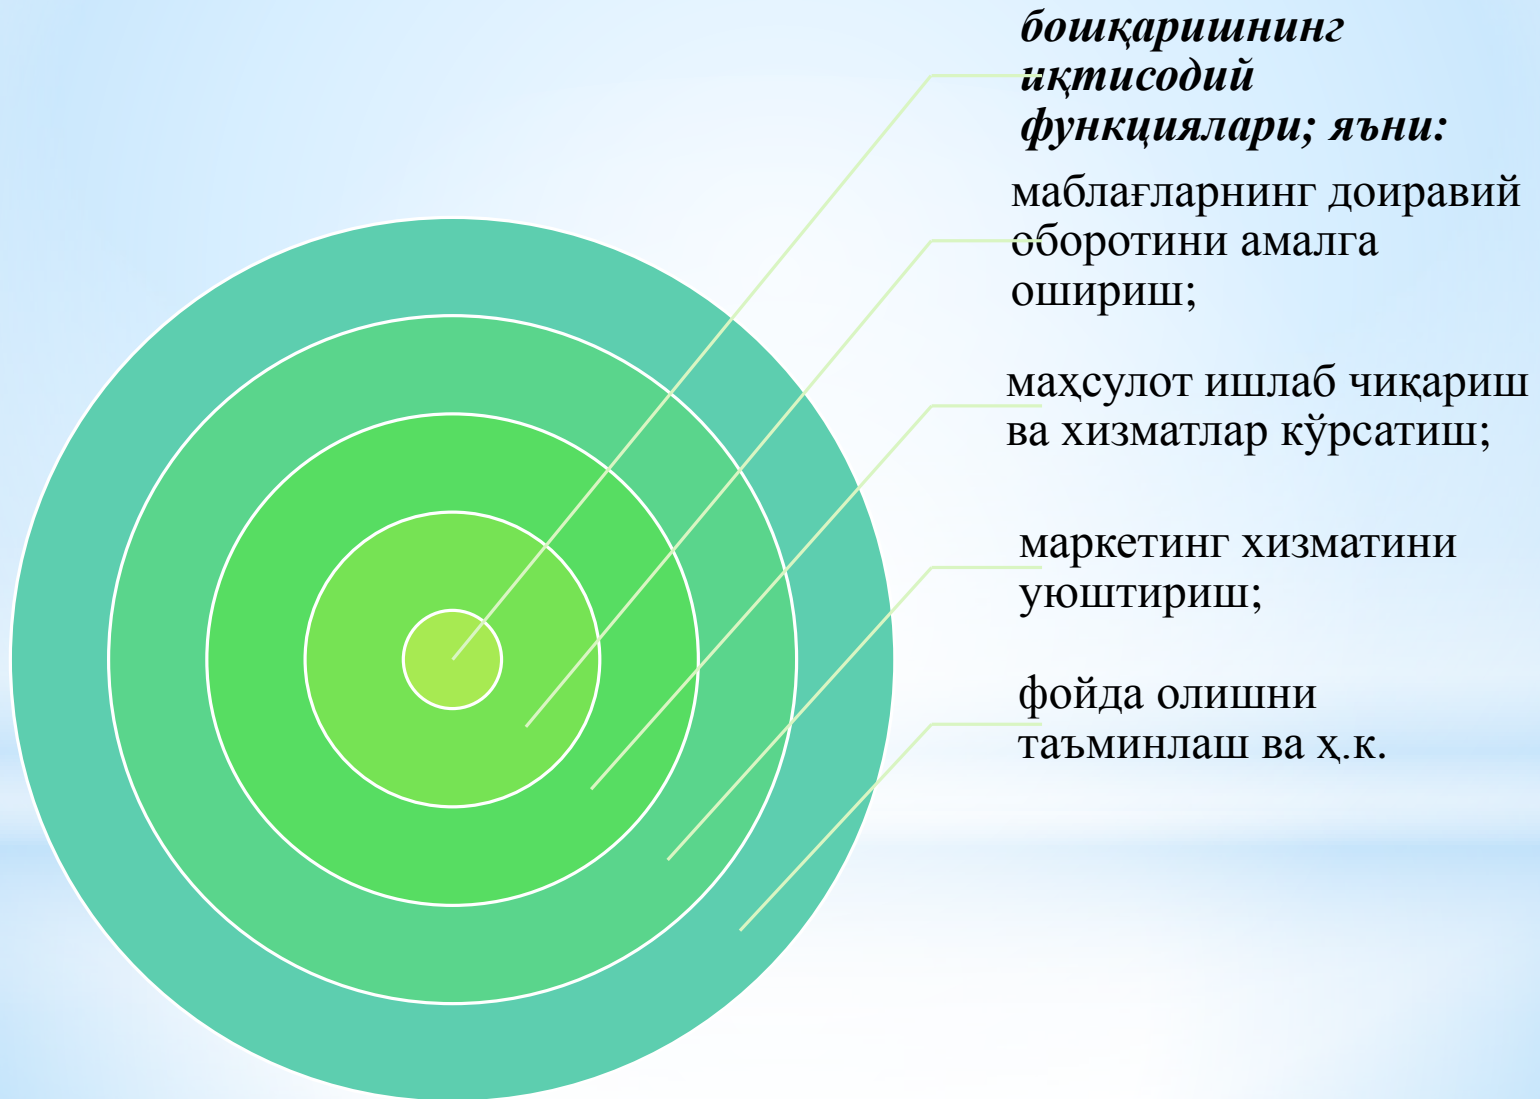 бошқаришнинг
иқтисодий
функциялари; яъни:
маблағларнинг доиравий
оборотини амалга
ошириш;
маҳсулот ишлаб чиқариш
ва хизматлар кўрсатиш;
маркетинг хизматини
уюштириш;
фойда олишни
таъминлаш ва ҳ.к.